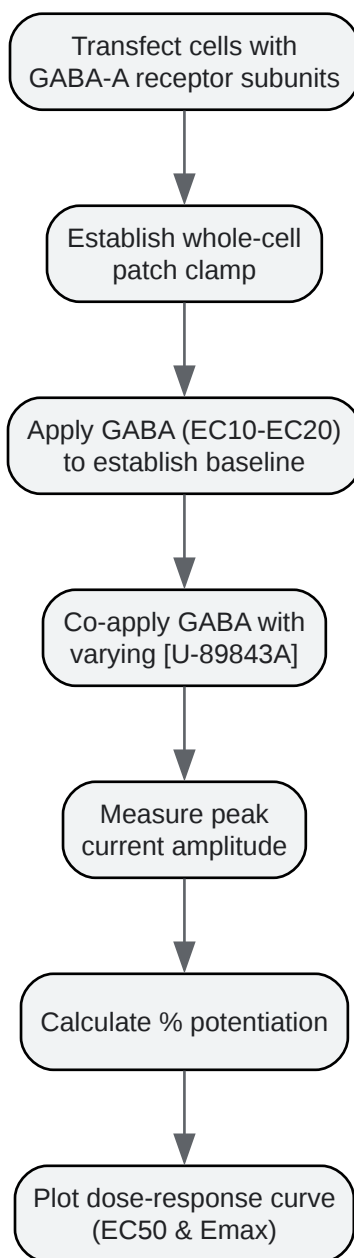 Transfect cells with
GABA-A receptor subunits
Establish whole-cell
patch clamp
Apply GABA (EC10-EC20)
to establish baseline
Co-apply GABA with
varying [U-89843A]
Measure peak
current amplitude
Calculate % potentiation
Plot dose-response curve
(EC50 & Emax)